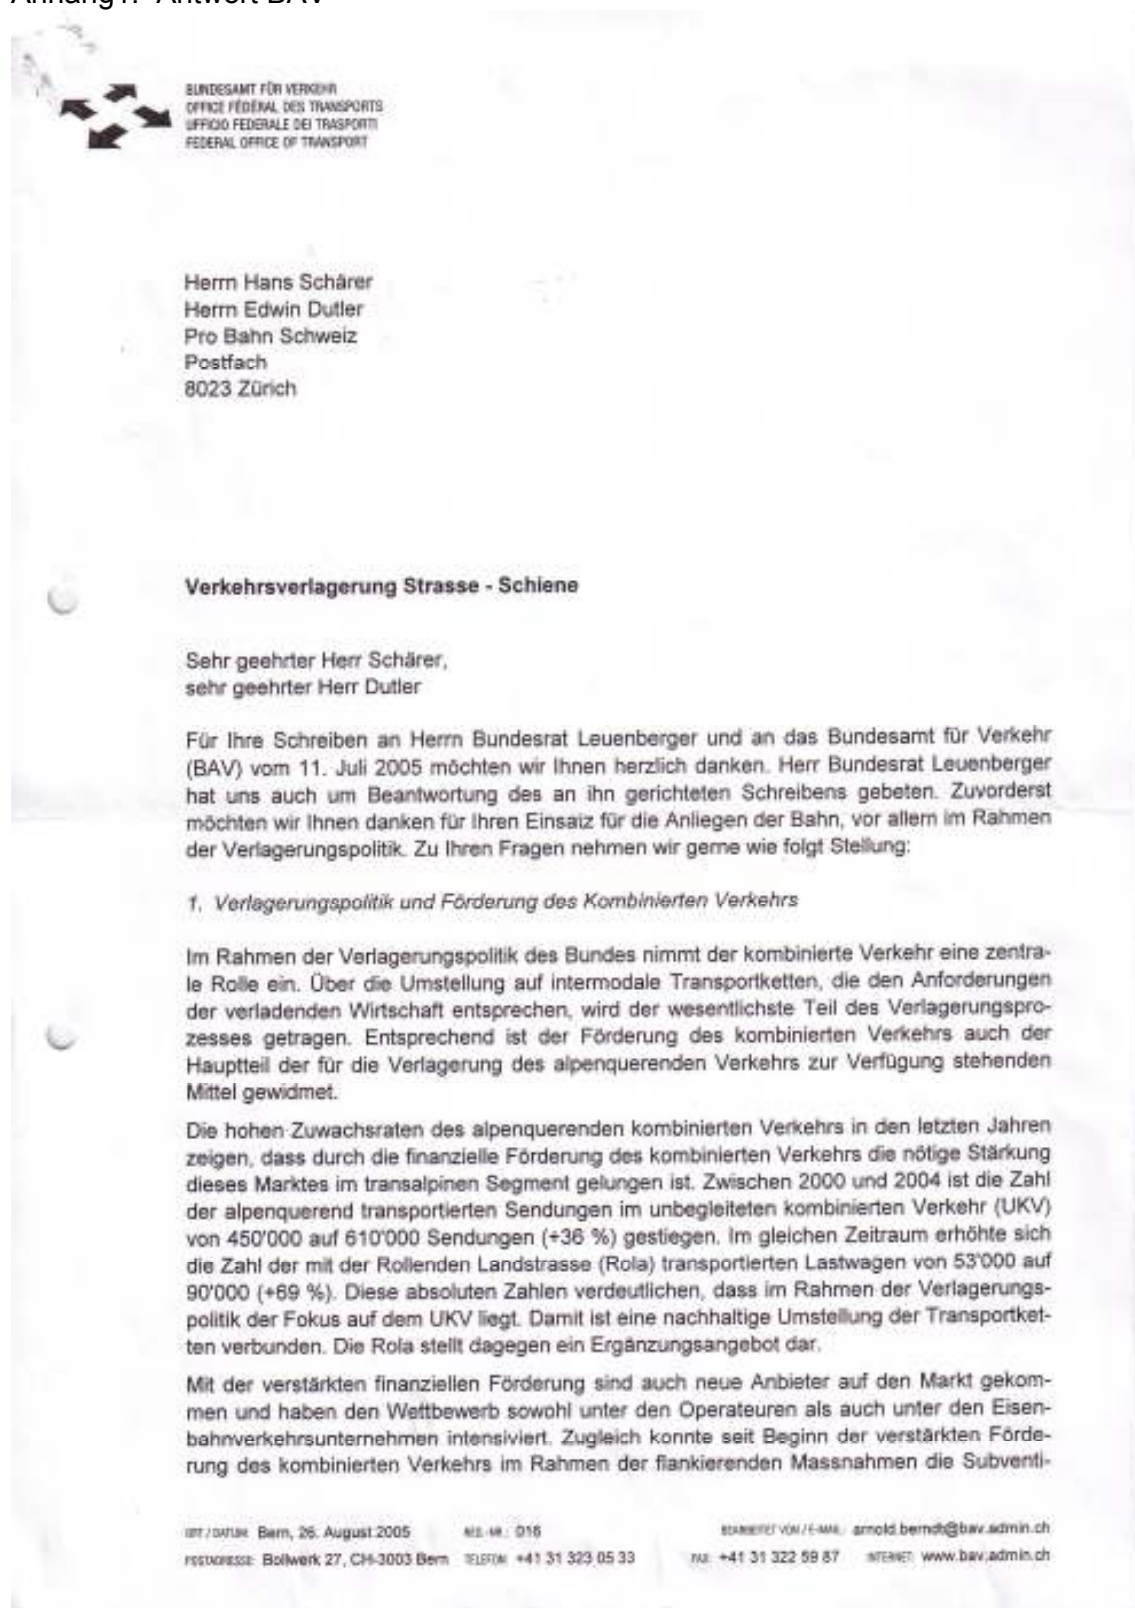 Anhang1: Antwort BAV
BUNDESAMT FÜR VERKEHR
OFFICE FÉDÉRAL DES TRANSPORTS
UFFICIO FEDERALE DEI TRASPORTI
FEDERAL OFFICE OF TRANSPORT
Herrn Hans Schärer
Herrn Edwin Dutler
Pro Bahn Schweiz
Postfach
8023 Zürich
Verkehrsverlagerung Strasse - Schiene
Sehr geehrter Herr Schärer,
sehr geehrter Herr Dutler
Für Ihre Schreiben an Herrn Bundesrat Leuenberger und an das Bundesamt für Verkehr
(BAV) vom 11. Juli 2005 möchten wir Ihnen herzlich danken. Herr Bundesrat Leuenberger
hat uns auch um Beantwortung des an ihn gerichteten Schreibens gebeten. Zuvorderst
möchten wir Ihnen danken für Ihren Einsatz für die Anliegen der Bahn, vor allem im Rahmen
der Verlagerungspolitik. Zu Ihren Fragen nehmen wir gerne wie folgt Stellung:
1. Verlagerungspolitik und Förderung des Kombinierten Verkehrs
Im Rahmen der Verlagerungspolitik des Bundes nimmt der kombinierte Verkehr eine zentra-
le Rolle ein. Über die Umstellung auf intermodale Transportketten, die den Anforderungen
der verladenden Wirtschaft entsprechen, wird der wesentlichste Teil des Verlagerungspro-
zesses getragen. Entsprechend ist der Förderung des kombinierten Verkehrs auch der
Hauptteil der für die Verlagerung des alpenquerenden Verkehrs zur Verfügung stehenden
Mittel gewidmet.
Die hohen Zuwachsraten des alpenquerenden kombinierten Verkehrs in den letzten Jahren
zeigen, dass durch die finanzielle Förderung des kombinierten Verkehrs die nötige Stärkung
dieses Marktes im transalpinen Segment gelungen ist. Zwischen 2000 und 2004 ist die Zahl
der alpenquerend transportierten Sendungen im unbegleiteten kombinierten Verkehr (UKV)
von 450'000 auf 610'000 Sendungen (+36 %) gestiegen. Im gleichen Zeitraum erhöhte sich
die Zahl der mit der Rollenden Landstrasse (Rola) transportierten Lastwagen von 53'000 auf
90'000 (+69 %). Diese absoluten Zahlen verdeutlichen, dass im Rahmen der Verlagerungs-
politik der Fokus auf dem UKV liegt. Damit ist eine nachhaltige Umstellung der Transportket-
ten verbunden. Die Rola stellt dagegen ein Ergänzungsangebot dar.
Mit der verstärkten finanziellen Förderung sind auch neue Anbieter auf den Markt gekom-
men und haben den Wettbewerb sowohl unter den Operateuren als auch unter den Eisen-
bahnverkehrsunternehmen intensiviert. Zugleich konnte seit Beginn der verstärkten Förde-
rung des kombinierten Verkehrs im Rahmen der flankierenden Massnahmen die Subventi-
ORT / DATUM: Bern, 26. August 2005 REG.-NR.: 016 BEARBEITET VON / E-MAIL: arnold.berndt@bav.admin.ch
POSTADRESSE: Bollwerk 27, CH-3003 Bern TELEFON: +41 31 323 05 33 FAX: +41 31 322 59 87 INTERNET: www.bav.admin.ch